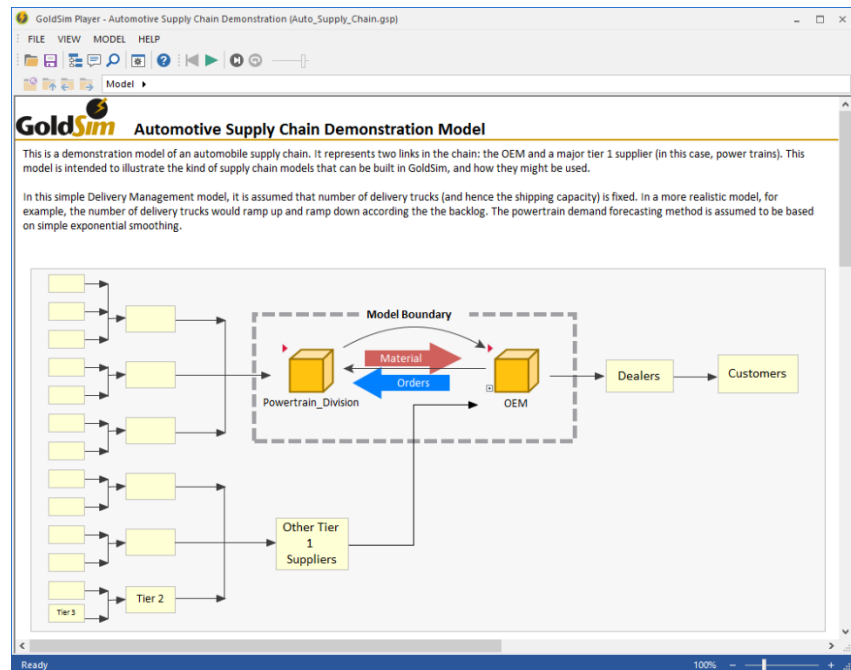 GoldSim Player - Automotive Supply Chain Demonstration (Auto_Supply_Chain.gsp)
FILE VIEW MODEL HELP
Model
GoldSim Automotive Supply Chain Demonstration Model
This is a demonstration model of an automobile supply chain. It represents two links in the chain: the OEM and a major tier 1 supplier (in this case, power trains). This
model is intended to illustrate the kind of supply chain models that can be built in GoldSim, and how they might be used.
In this simple Delivery Management model, it is assumed that number of delivery trucks (and hence the shipping capacity) is fixed. In a more realistic model, for
example, the number of delivery trucks would ramp up and ramp down according the the backlog. The powertrain demand forecasting method is assumed to be based
on simple exponential smoothing.
Model Boundary
Material
Orders
Powertrain_Division
OEM
Dealers
Customers
Other Tier
1
Suppliers
Tier 2
Tier 3
Ready
100%